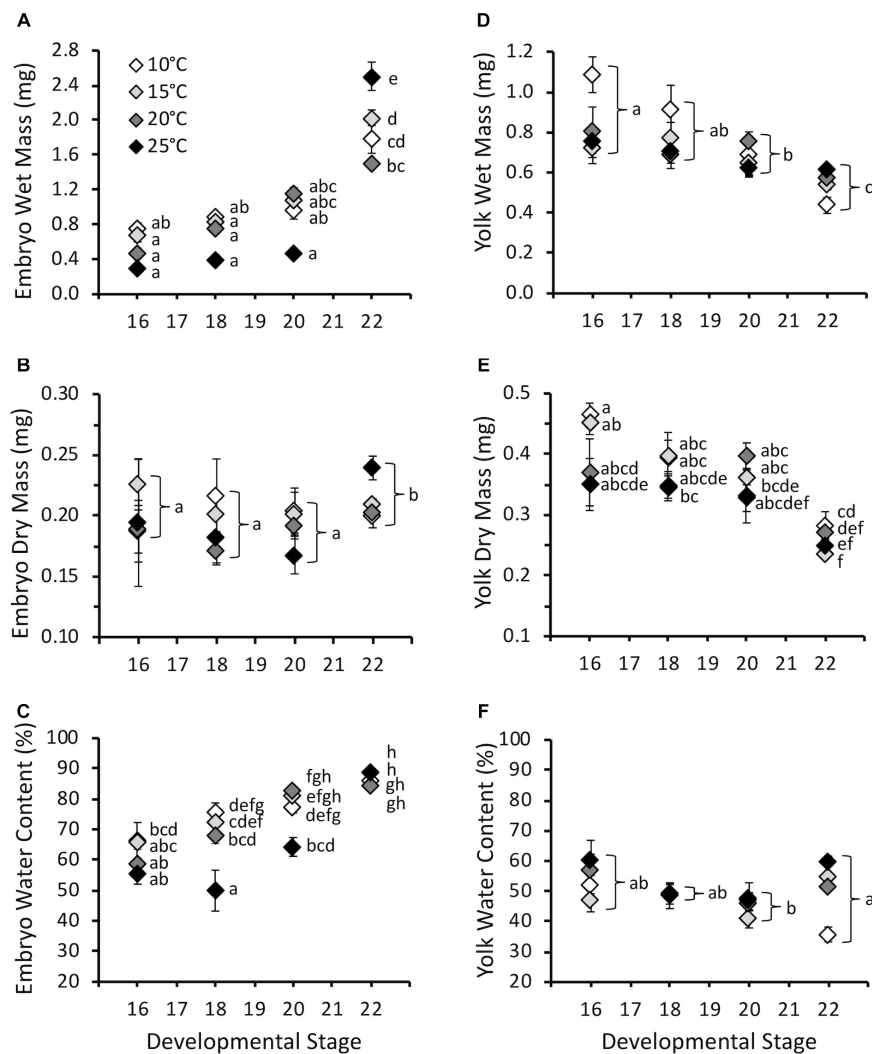 A
Embryo Wet Mass (mg)
2.8
2.4
2.0
1.6
1.2
0.8
0.4
0.0
10°C
15°C
20°C
25°C
ab
a
a
a
ab
a
a
a
abc
abc
ab
a
e
d
cd
bc
16 17 18 19 20 21 22
D
Yolk Wet Mass (mg)
1.2
1.0
0.8
0.6
0.4
0.2
0.0
a
ab
b
c
16 17 18 19 20 21 22
B
Embryo Dry Mass (mg)
0.30
0.25
0.20
0.15
0.10
a
a
a
b
16 17 18 19 20 21 22
E
Yolk Dry Mass (mg)
0.5
0.4
0.3
0.2
0.1
a
ab
abcd
abcde
abc
abc
abcde
bc
abc
abc
bcde
abcdef
cd
def
ef
f
16 17 18 19 20 21 22
C
Embryo Water Content (%)
100
90
80
70
60
50
40
30
20
bcd
abc
ab
ab
defg
cdef
bcd
a
fgh
efgh
defg
bcd
h
h
gh
gh
16 17 18 19 20 21 22
Developmental Stage
F
Yolk Water Content (%)
100
90
80
70
60
50
40
30
20
ab
ab
b
a
16 17 18 19 20 21 22
Developmental Stage